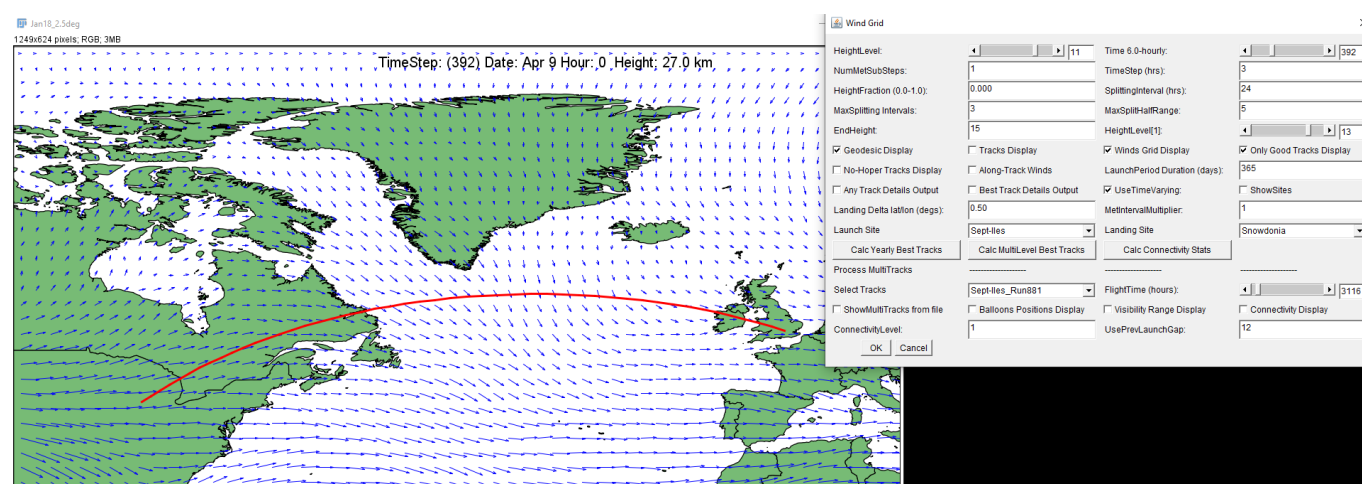 Jan18_2.5deg
1249x624 pixels; RGB; 3MB
TimeStep: (392) Date: Apr 9 Hour: 0 Height: 27.0 km
Wind Grid
HeightLevel: 11 Time 6.0-hourly: 392
NumMetSubSteps: 1 TimeStep (hrs): 3
HeightFraction (0.0-1.0): 0.000 SplittingInterval (hrs): 24
MaxSplitting Intervals: 3 MaxSplitHalfRange: 5
EndHeight: 15 HeightLevel[1]: 13
Geodesic Display Tracks Display Winds Grid Display Only Good Tracks Display
No-Hoper Tracks Display Along-Track Winds LaunchPeriod Duration (days): 365
Any Track Details Output Best Track Details Output UseTimeVarying: ShowSites
Landing Delta lat/lon (degs): 0.50 MetIntervalMultiplier: 1
Launch Site Sept-Iles Landing Site Snowdonia
Calc Yearly Best Tracks Calc MultiLevel Best Tracks Calc Connectivity Stats
Process MultiTracks ------------------- ------------------- -------------------
Select Tracks Sept-Iles_Run881 FlightTime (hours): 3116
ShowMultiTracks from file Balloons Positions Display Visibility Range Display Connectivity Display
ConnectivityLevel: 1 UsePrevLaunchGap: 12
OK Cancel